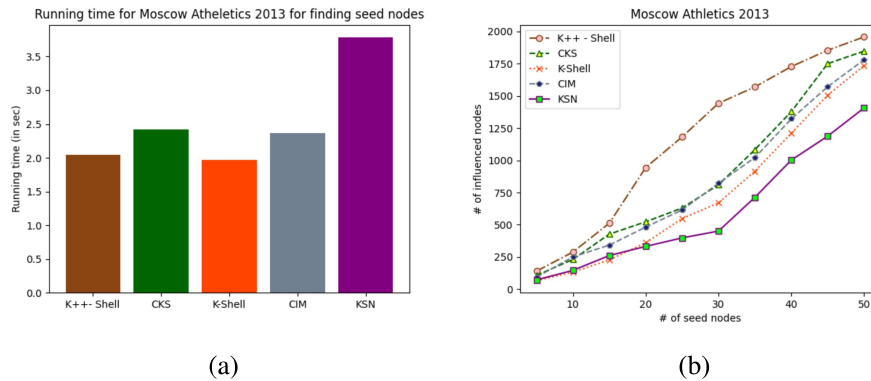 Running time for Moscow Atheletics 2013 for finding seed nodes
Running time (in sec)
3.5
3.0
2.5
2.0
1.5
1.0
0.5
0.0
K++- Shell CKS K-Shell CIM KSN
(a)
Moscow Athletics 2013
K++ - Shell
CKS
K-Shell
CIM
KSN
# of influenced nodes
2000
1750
1500
1250
1000
750
500
250
0
10 20 30 40 50
# of seed nodes
(b)